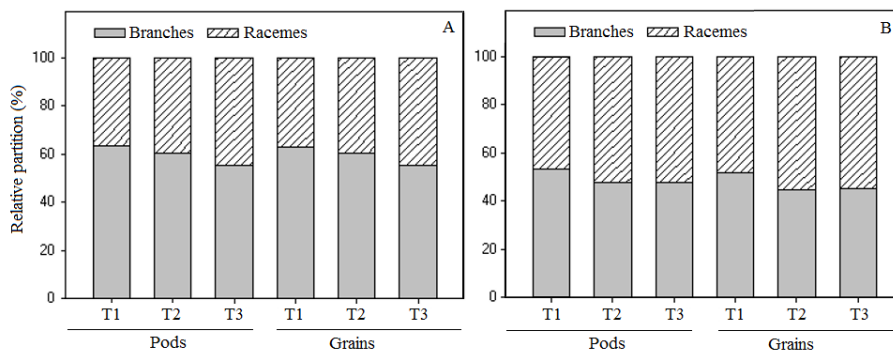 Branches Racemes A
Relative partition (%)
100
80
60
40
20
0
T1 T2 T3 T1 T2 T3
Pods Grains
Branches Racemes B
100
80
60
40
20
0
T1 T2 T3 T1 T2 T3
Pods Grains